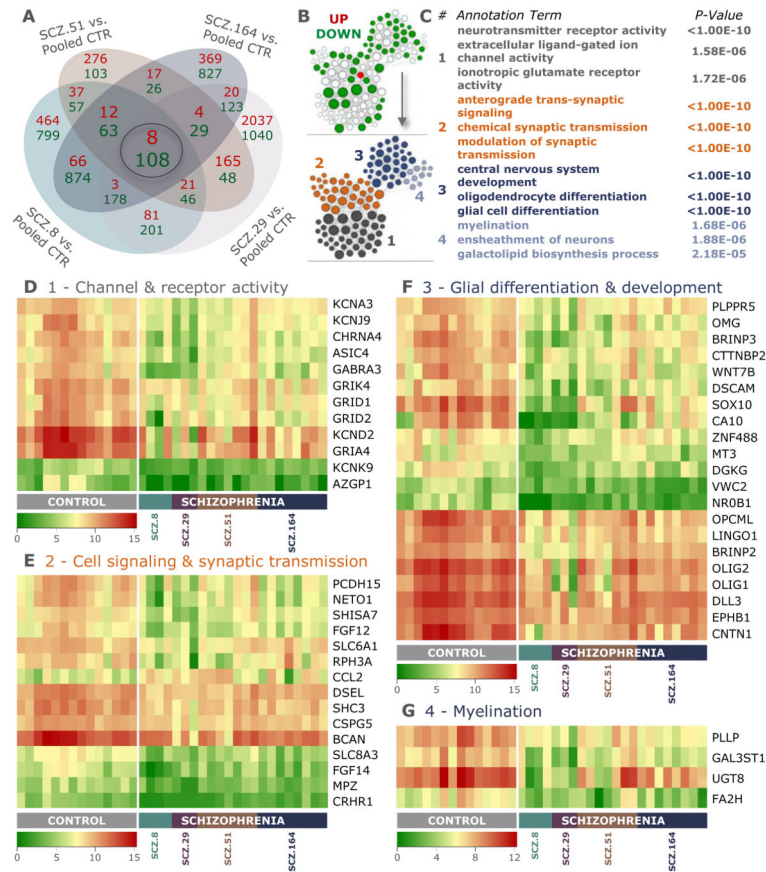 A
SCZ.51 vs.
Pooled CTR
SCZ.164 vs.
Pooled CTR
276
103
17
26
369
827
37
57
12
63
4
29
20
123
464
799
8
108
2037
1040
66
874
165
48
3
178
21
46
81
201
SCZ.8 vs.
Pooled CTR
SCZ.29 vs.
Pooled CTR
B
UP
DOWN
3
2
4
1
C
# Annotation Term P-Value
neurotransmitter receptor activity <1.00E-10
1 extracellular ligand-gated ion
channel activity 1.58E-06
ionotropic glutamate receptor
activity 1.72E-06
anterograde trans-synaptic
signaling <1.00E-10
2 chemical synaptic transmission <1.00E-10
modulation of synaptic
transmission <1.00E-10
central nervous system
development <1.00E-10
3 oligodendrocyte differentiation <1.00E-10
glial cell differentiation <1.00E-10
myelination 1.68E-06
4 ensheathment of neurons 1.88E-06
galactolipid biosynthesis process 2.18E-05
D 1 - Channel & receptor activity
KCNA3
KCNJ9
CHRNA4
ASIC4
GABRA3
GRIK4
GRID1
GRID2
KCND2
GRIA4
KCNK9
AZGP1
CONTROL SCHIZOPHRENIA
0 5 10 15
SCZ.8
SCZ.29
SCZ.51
SCZ.164
E 2 - Cell signaling & synaptic transmission
PCDH15
NETO1
SHISA7
FGF12
SLC6A1
RPH3A
CCL2
DSEL
SHC3
CSPG5
BCAN
SLC8A3
FGF14
MPZ
CRHR1
CONTROL SCHIZOPHRENIA
0 5 10 15
SCZ.8
SCZ.29
SCZ.51
SCZ.164
F 3 - Glial differentiation & development
PLPPR5
OMG
BRINP3
CTTNBP2
WNT7B
DSCAM
SOX10
CA10
ZNF488
MT3
DGKG
VWC2
NR0B1
OPCML
LINGO1
BRINP2
OLIG2
OLIG1
DLL3
EPHB1
CNTN1
CONTROL SCHIZOPHRENIA
0 5 10 15
SCZ.8
SCZ.29
SCZ.51
SCZ.164
G 4 - Myelination
PLLP
GAL3ST1
UGT8
FA2H
CONTROL SCHIZOPHRENIA
0 4 8 12
SCZ.8
SCZ.29
SCZ.51
SCZ.164